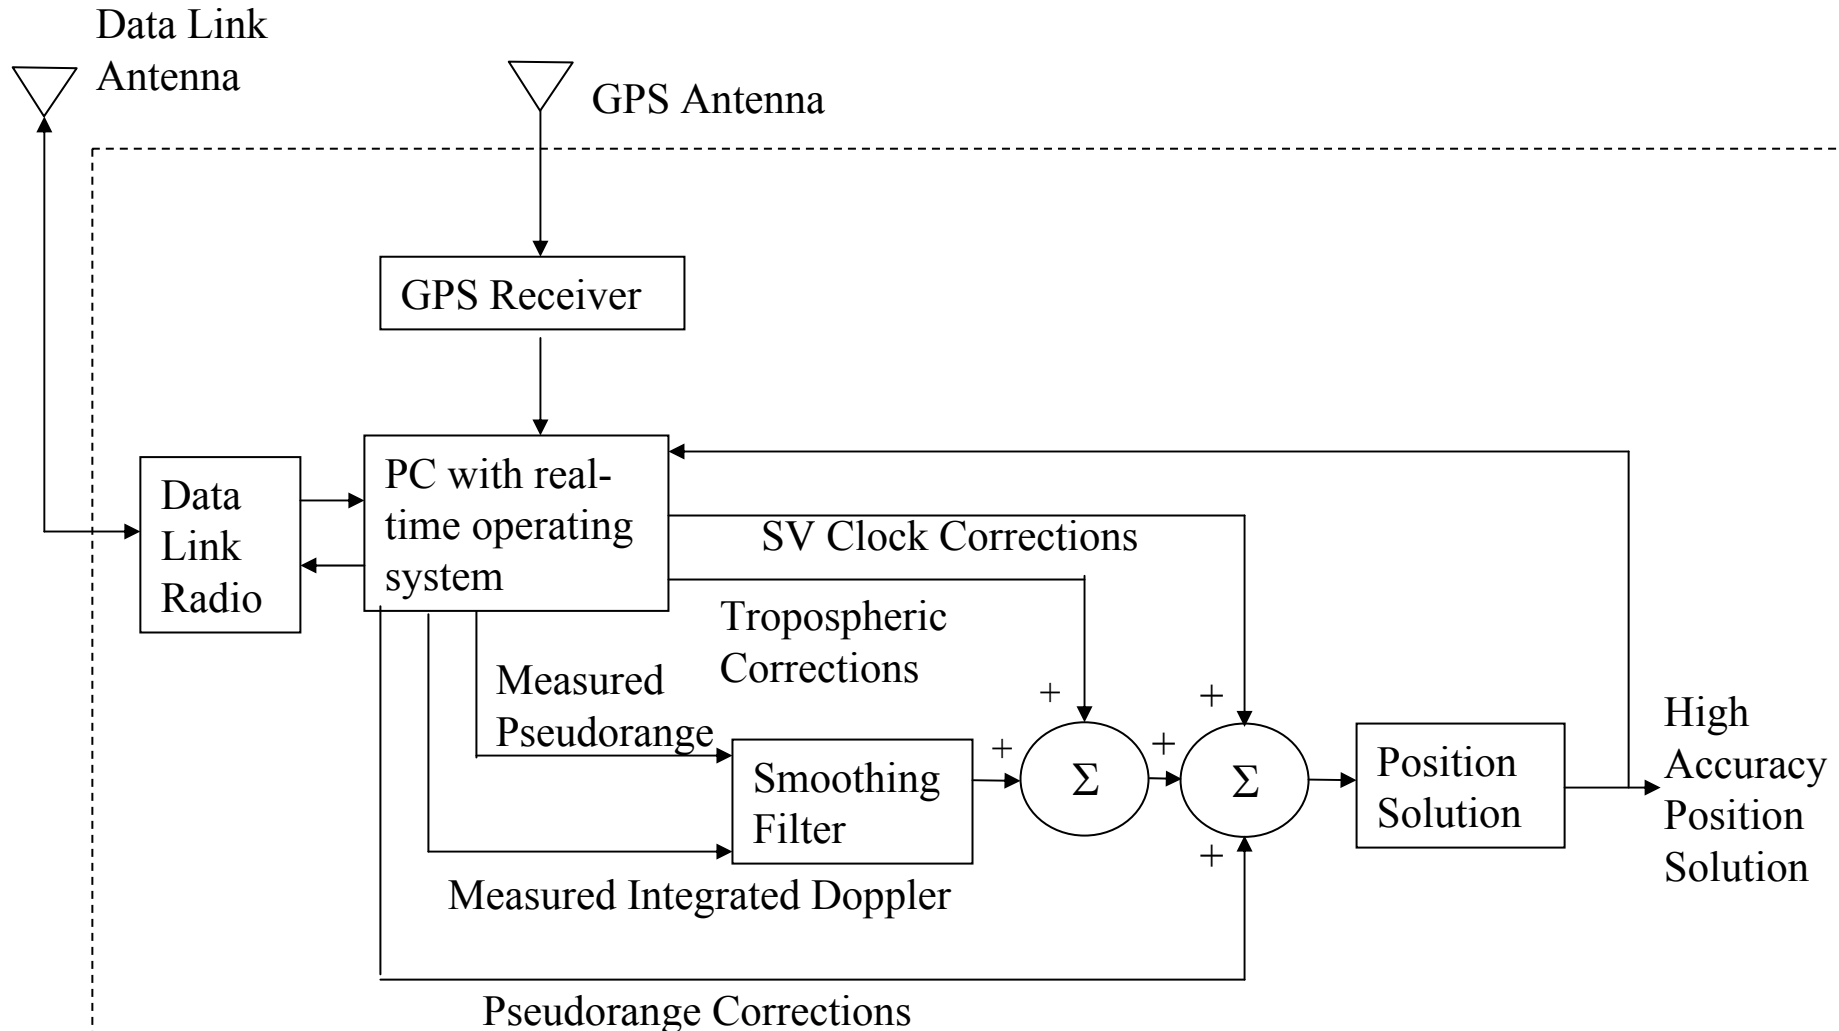 Data Link
Antenna
GPS Antenna
GPS Receiver
Data
Link
Radio
PC with real-
time operating
system
SV Clock Corrections
Tropospheric
Corrections
Measured
Pseudorange
+
+
+
+
+
Smoothing
Filter
Σ
Σ
Position
Solution
High
Accuracy
Position
Solution
Measured Integrated Doppler
Pseudorange Corrections